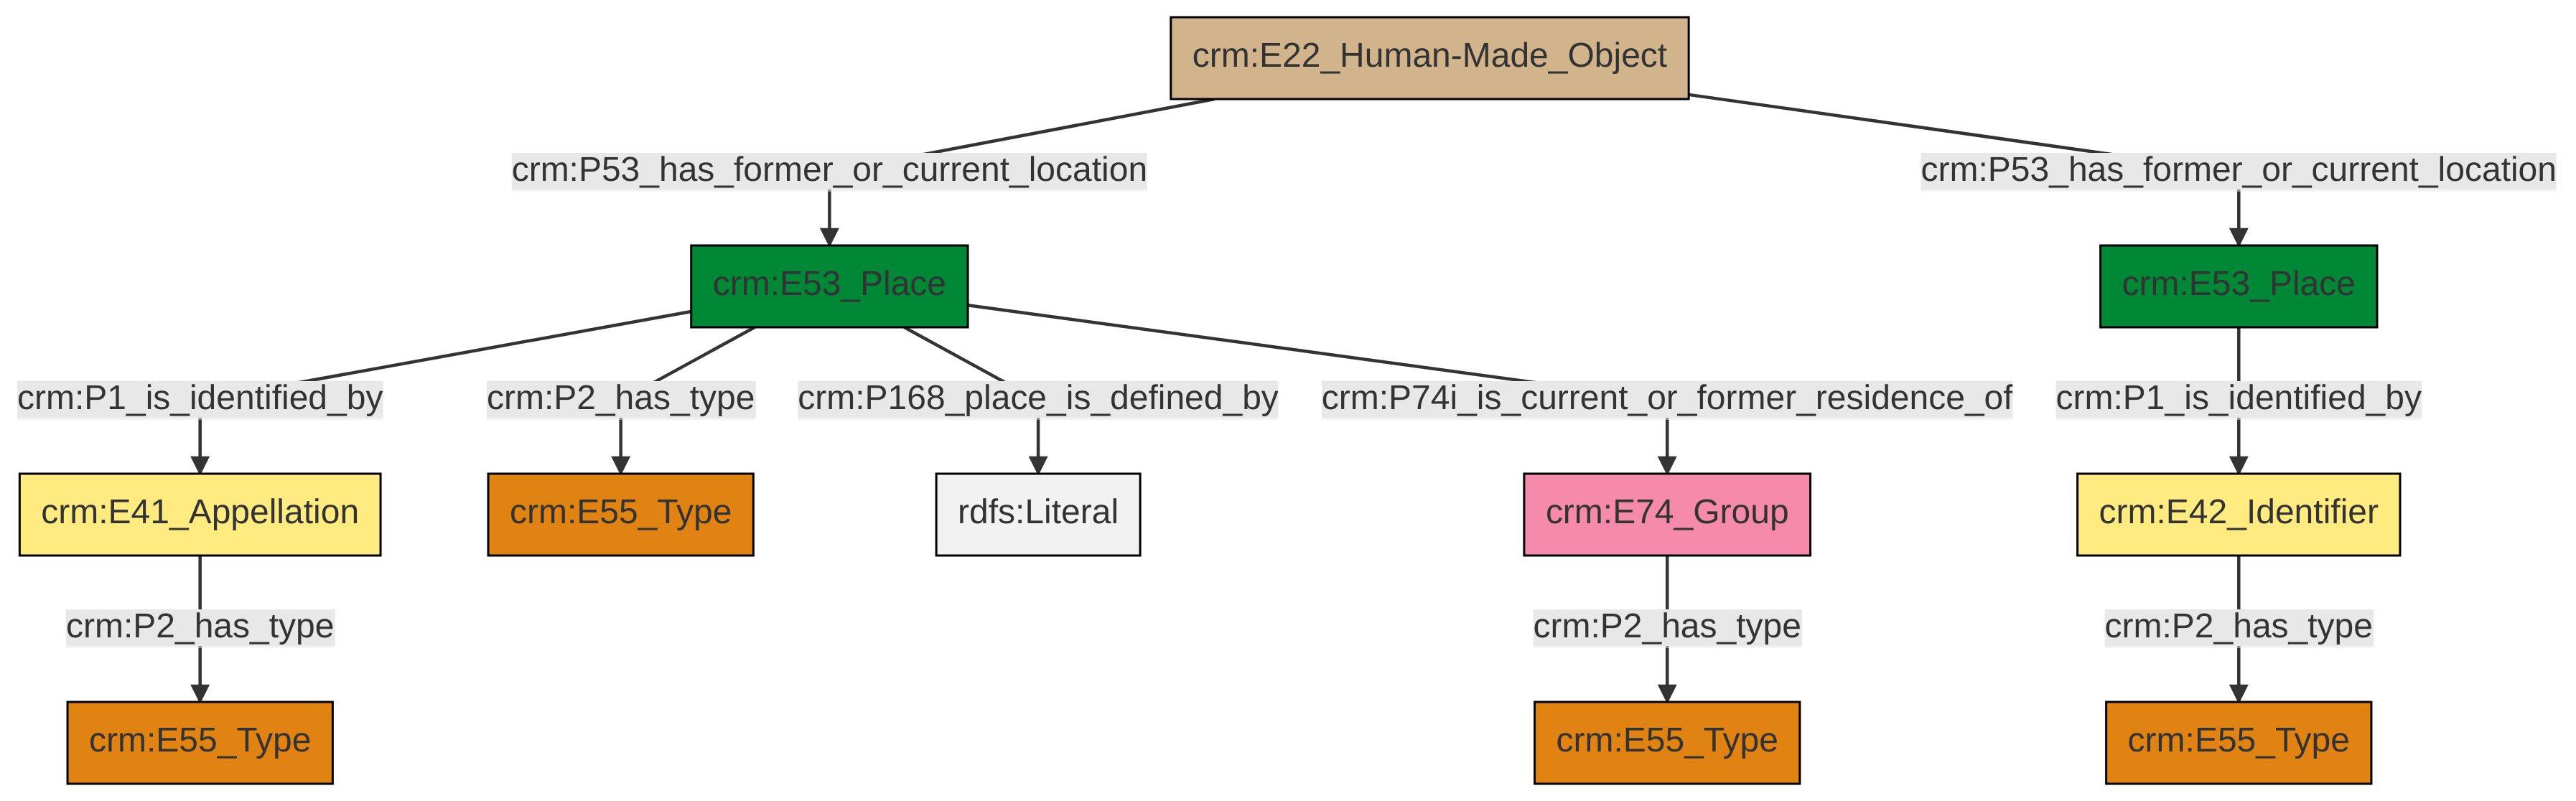 crm:E22_Human-Made_Object
crm:P53_has_former_or_current_location
crm:P53_has_former_or_current_location
crm:E53_Place
crm:E53_Place
crm:P1_is_identified_by
crm:P2_has_type
crm:P168_place_is_defined_by
crm:P74i_is_current_or_former_residence_of
crm:P1_is_identified_by
crm:E41_Appellation
crm:E55_Type
rdfs:Literal
crm:E74_Group
crm:E42_Identifier
crm:P2_has_type
crm:P2_has_type
crm:P2_has_type
crm:E55_Type
crm:E55_Type
crm:E55_Type